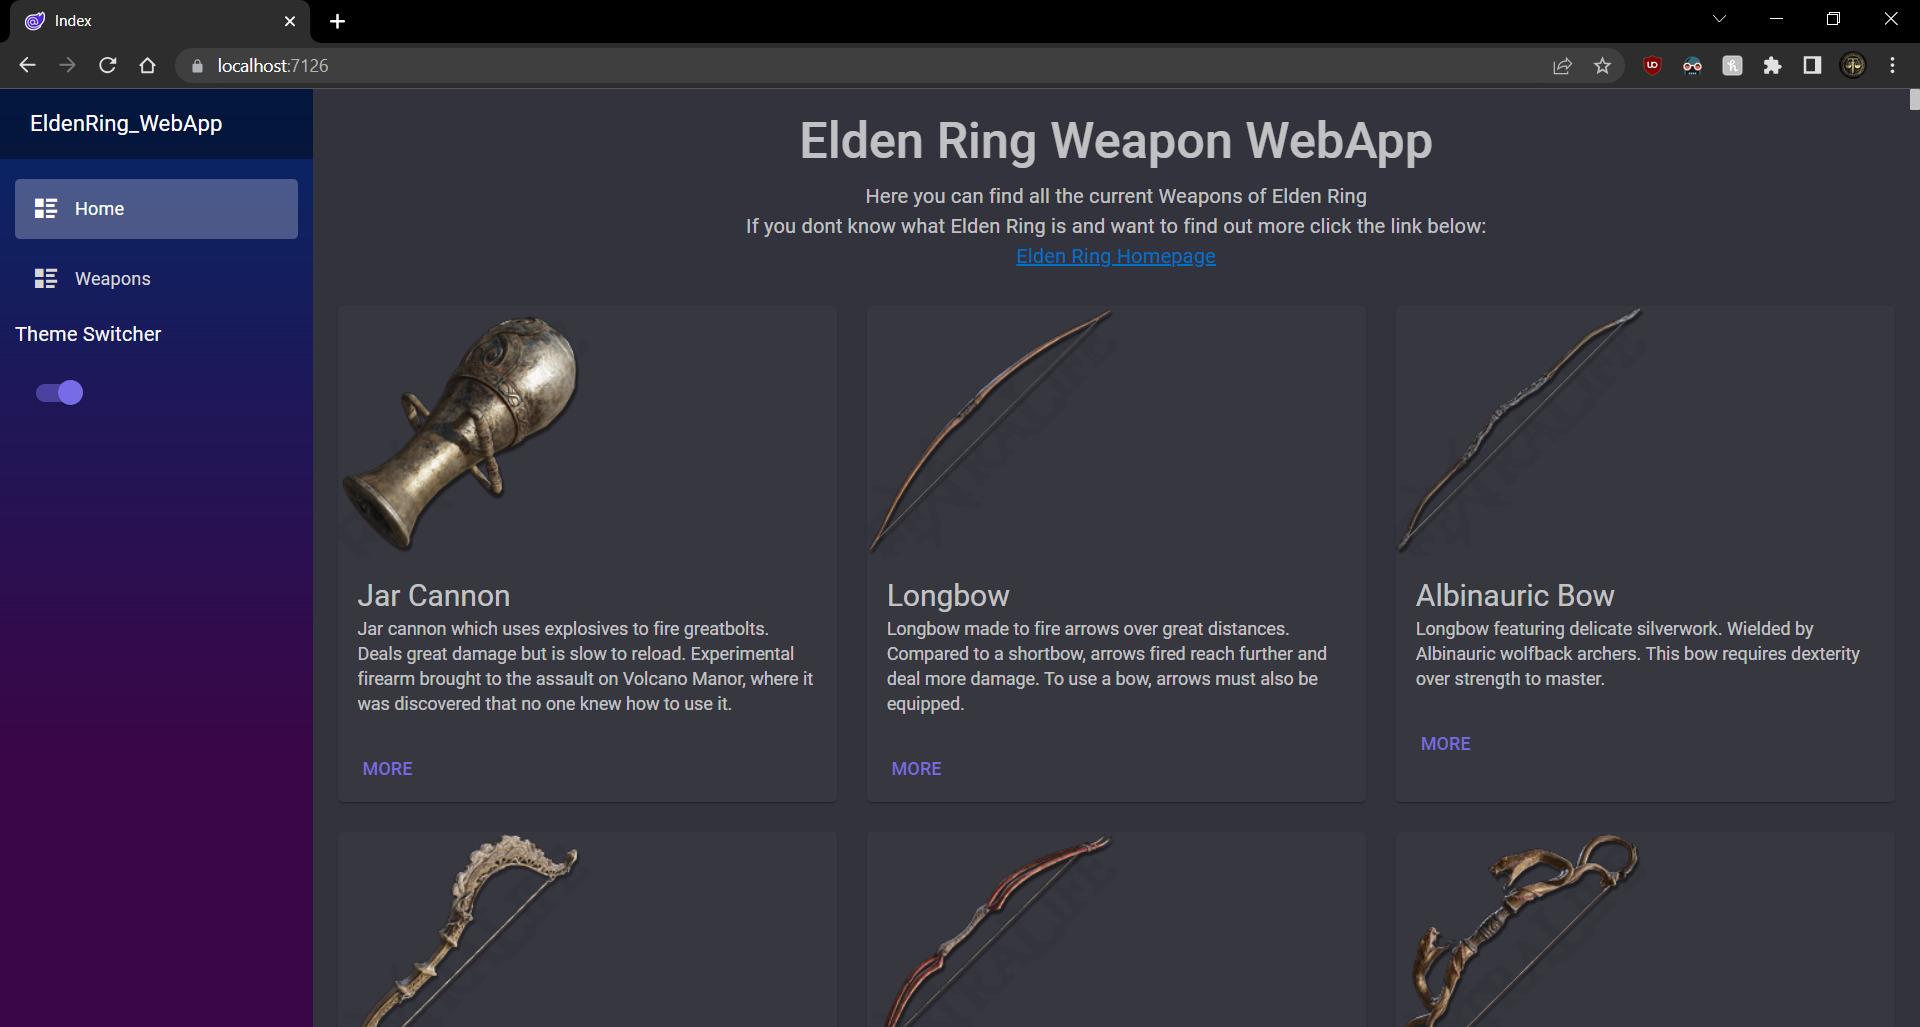 Index
localhost:7126
EldenRing_WebApp
Home
Weapons
Theme Switcher
Elden Ring Weapon WebApp
Here you can find all the current Weapons of Elden Ring
If you dont know what Elden Ring is and want to find out more click the link below:
Elden Ring Homepage
Jar Cannon
Jar cannon which uses explosives to fire greatbolts.
Deals great damage but is slow to reload. Experimental
firearm brought to the assault on Volcano Manor, where it
was discovered that no one knew how to use it.
MORE
Longbow
Longbow made to fire arrows over great distances.
Compared to a shortbow, arrows fired reach further and
deal more damage. To use a bow, arrows must also be
equipped.
MORE
Albinauric Bow
Longbow featuring delicate silverwork. Wielded by
Albinauric wolfback archers. This bow requires dexterity
over strength to master.
MORE